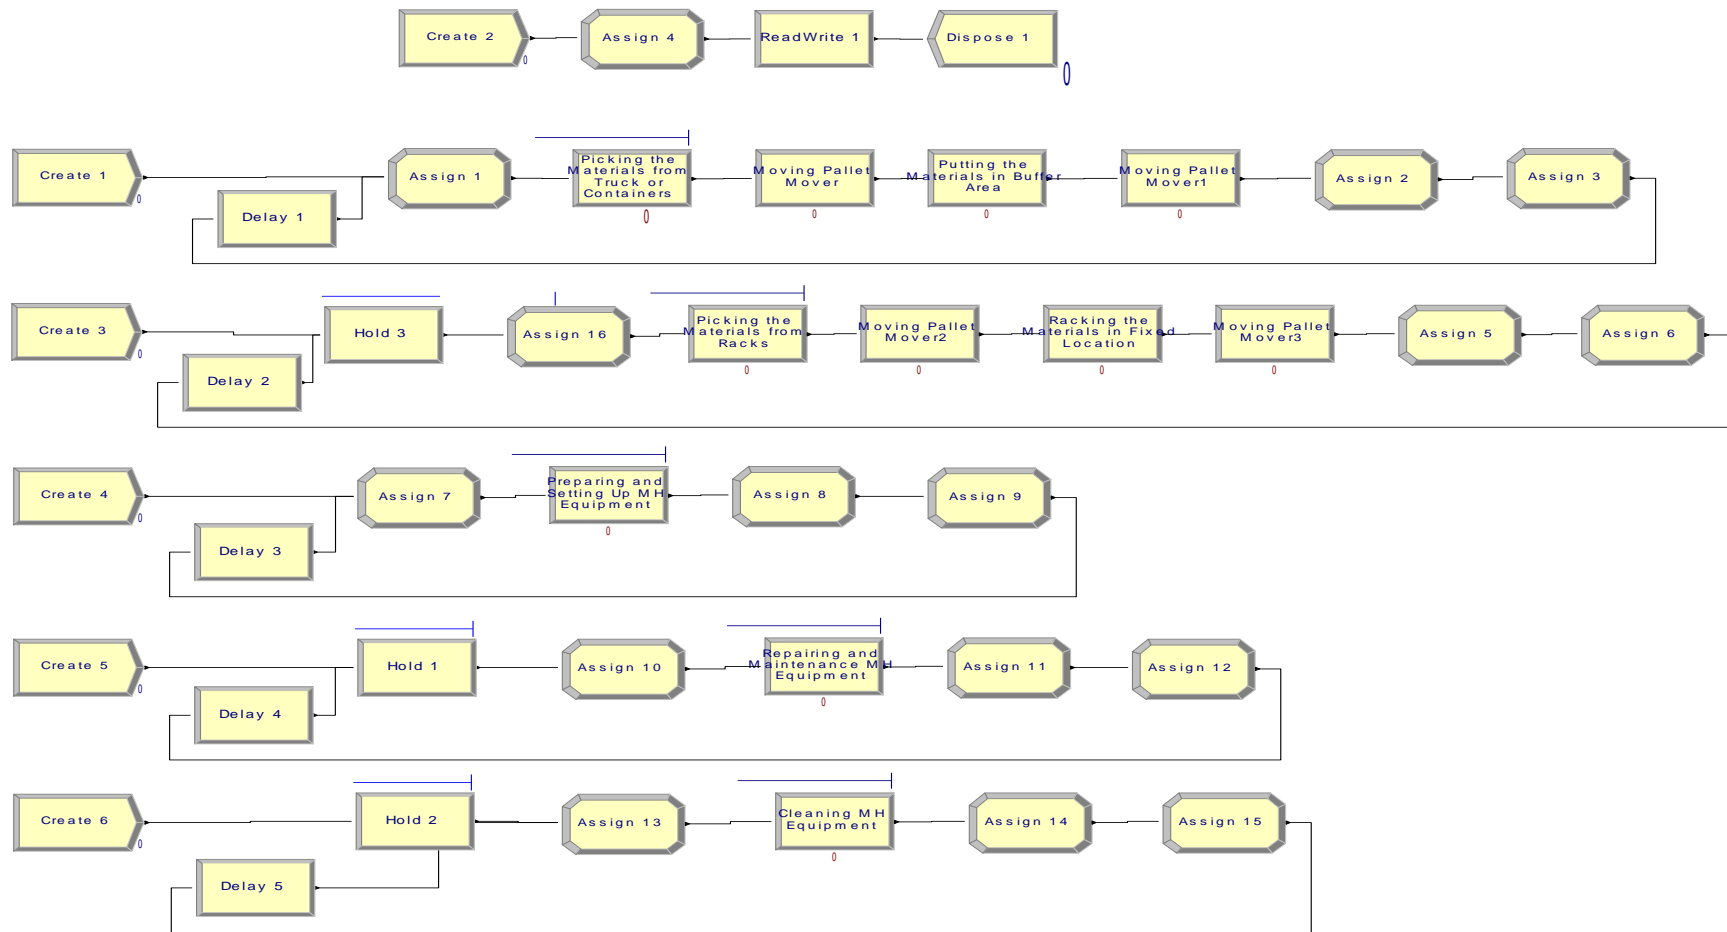 Create 2
Assign 4
ReadWrite 1
Dispose 1
0
0
Create 1
0
Delay 1
Assign 1
Picking the
Materials from
Truck or
Containers
0
Moving Pallet
Mover
0
Putting the
Materials in Buffer
Area
0
Moving Pallet
Mover1
0
Assign 2
Assign 3
Create 3
0
Delay 2
Hold 3
Assign 16
Picking the
Materials from
Racks
0
Moving Pallet
Mover2
0
Racking the
Materials in Fixed
Location
0
Moving Pallet
Mover3
0
Assign 5
Assign 6
Create 4
0
Delay 3
Assign 7
Preparing and
Setting Up MH
Equipment
0
Assign 8
Assign 9
Create 5
0
Delay 4
Hold 1
Assign 10
Repairing and
Maintenance MH
Equipment
0
Assign 11
Assign 12
Create 6
0
Delay 5
Hold 2
Assign 13
Cleaning MH
Equipment
0
Assign 14
Assign 15